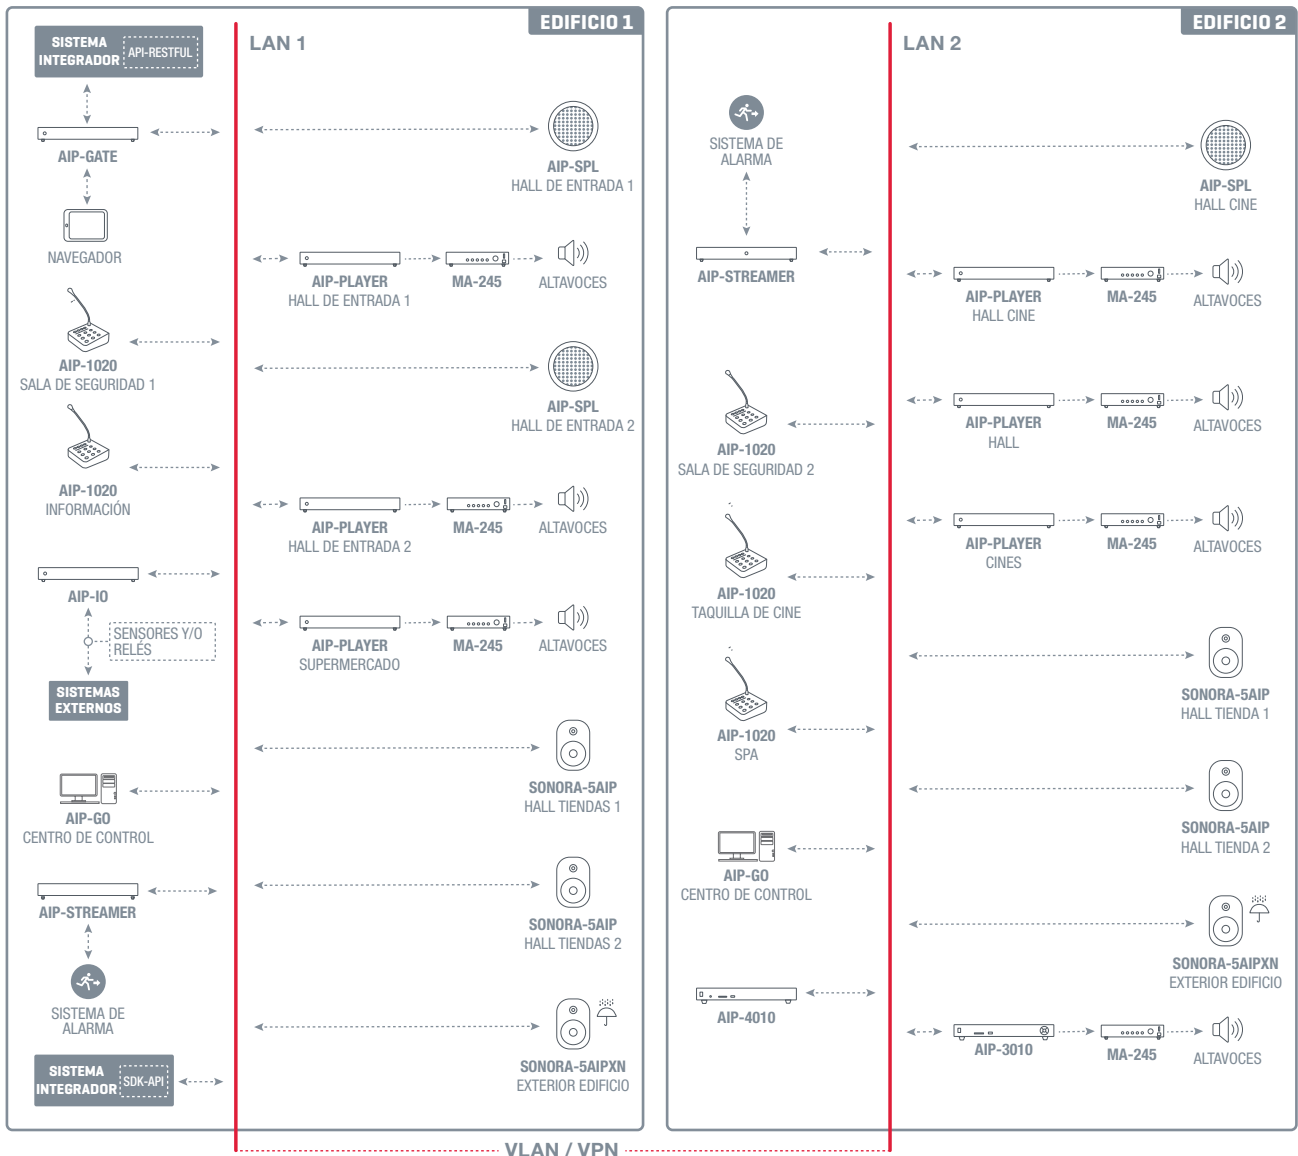 EDIFICIO 1
LAN 1
SISTEMA
INTEGRADOR
API-RESTFUL
AIP-GATE
NAVEGADOR
AIP-1020
SALA DE SEGURIDAD 1
AIP-1020
INFORMACIÓN
AIP-IO
SENSORES Y/O
RELÉS
SISTEMAS
EXTERNOS
AIP-GO
CENTRO DE CONTROL
AIP-STREAMER
SISTEMA DE
ALARMA
SISTEMA
INTEGRADOR
SDK-API
AIP-SPL
HALL DE ENTRADA 1
AIP-PLAYER
HALL DE ENTRADA 1
MA-245
ALTAVOCES
AIP-SPL
HALL DE ENTRADA 2
AIP-PLAYER
HALL DE ENTRADA 2
MA-245
ALTAVOCES
AIP-PLAYER
SUPERMERCADO
MA-245
ALTAVOCES
SONORA-5AIP
HALL TIENDAS 1
SONORA-5AIP
HALL TIENDAS 2
SONORA-5AIPXN
EXTERIOR EDIFICIO
EDIFICIO 2
LAN 2
SISTEMA DE
ALARMA
AIP-STREAMER
AIP-1020
SALA DE SEGURIDAD 2
AIP-1020
TAQUILLA DE CINE
AIP-1020
SPA
AIP-GO
CENTRO DE CONTROL
AIP-4010
AIP-SPL
HALL CINE
AIP-PLAYER
HALL CINE
MA-245
ALTAVOCES
AIP-PLAYER
HALL
MA-245
ALTAVOCES
AIP-PLAYER
CINES
MA-245
ALTAVOCES
SONORA-5AIP
HALL TIENDA 1
SONORA-5AIP
HALL TIENDA 2
SONORA-5AIPXN
EXTERIOR EDIFICIO
AIP-3010
MA-245
ALTAVOCES
VLAN / VPN